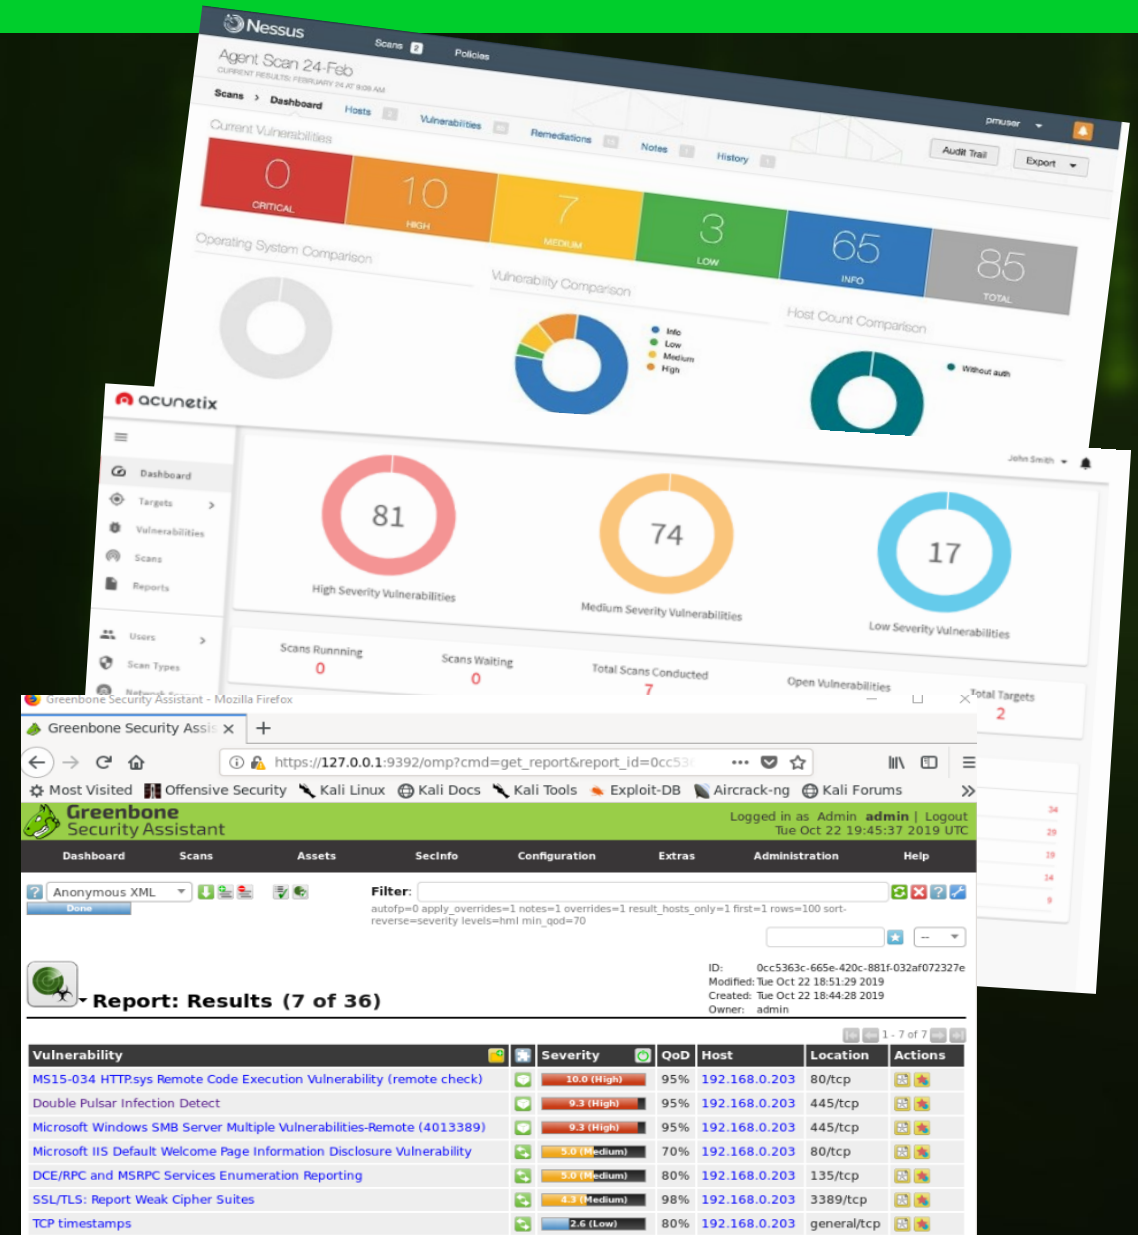 Nessus
Scans 2 Policies
pmuser
Agent Scan 24-Feb
CURRENT RESULTS: FEBRUARY 24 AT 9:09 AM
Scans > Dashboard Hosts Vulnerabilities Remediations Notes History
Audit Trail Export
Current Vulnerabilities
0 10 7 3 65 85
CRITICAL HIGH MEDIUM LOW INFO TOTAL
Operating System Comparison
Vulnerability Comparison
Host Count Comparison
Info
Low
Medium
High
Without auth
acunetix
John Smith
Dashboard
Targets
Vulnerabilities
Scans
Reports
Users
Scan Types
81 74 17
High Severity Vulnerabilities
Medium Severity Vulnerabilities
Low Severity Vulnerabilities
Scans Runnning Scans Waiting Total Scans Conducted Open Vulnerabilities Total Targets
0 0 7 2
34
29
19
14
9
Greenbone Security Assistant - Mozilla Firefox
Greenbone Security Assis
https://127.0.0.1:9392/omp?cmd=get_report&report_id=0cc53
Most Visited Offensive Security Kali Linux Kali Docs Kali Tools Exploit-DB Aircrack-ng Kali Forums
Greenbone
Security Assistant
Logged in as Admin admin | Logout
Tue Oct 22 19:45:37 2019 UTC
Dashboard Scans Assets SecInfo Configuration Extras Administration Help
Anonymous XML
Done
Filter:
autofp=0 apply_overrides=1 notes=1 overrides=1 result_hosts_only=1 first=1 rows=100 sort-
reverse=severity levels=hml min_qod=70
--
ID: 0cc5363c-665e-420c-881f-032af072327e
Modified: Tue Oct 22 18:51:29 2019
Created: Tue Oct 22 18:44:28 2019
Owner: admin
Report: Results (7 of 36)
1 - 7 of 7
Vulnerability Severity QoD Host Location Actions
MS15-034 HTTP.sys Remote Code Execution Vulnerability (remote check) 10.0 (High) 95% 192.168.0.203 80/tcp
Double Pulsar Infection Detect 9.3 (High) 95% 192.168.0.203 445/tcp
Microsoft Windows SMB Server Multiple Vulnerabilities-Remote (4013389) 9.3 (High) 95% 192.168.0.203 445/tcp
Microsoft IIS Default Welcome Page Information Disclosure Vulnerability 5.0 (Medium) 70% 192.168.0.203 80/tcp
DCE/RPC and MSRPC Services Enumeration Reporting 5.0 (Medium) 80% 192.168.0.203 135/tcp
SSL/TLS: Report Weak Cipher Suites 4.3 (Medium) 98% 192.168.0.203 3389/tcp
TCP timestamps 2.6 (Low) 80% 192.168.0.203 general/tcp